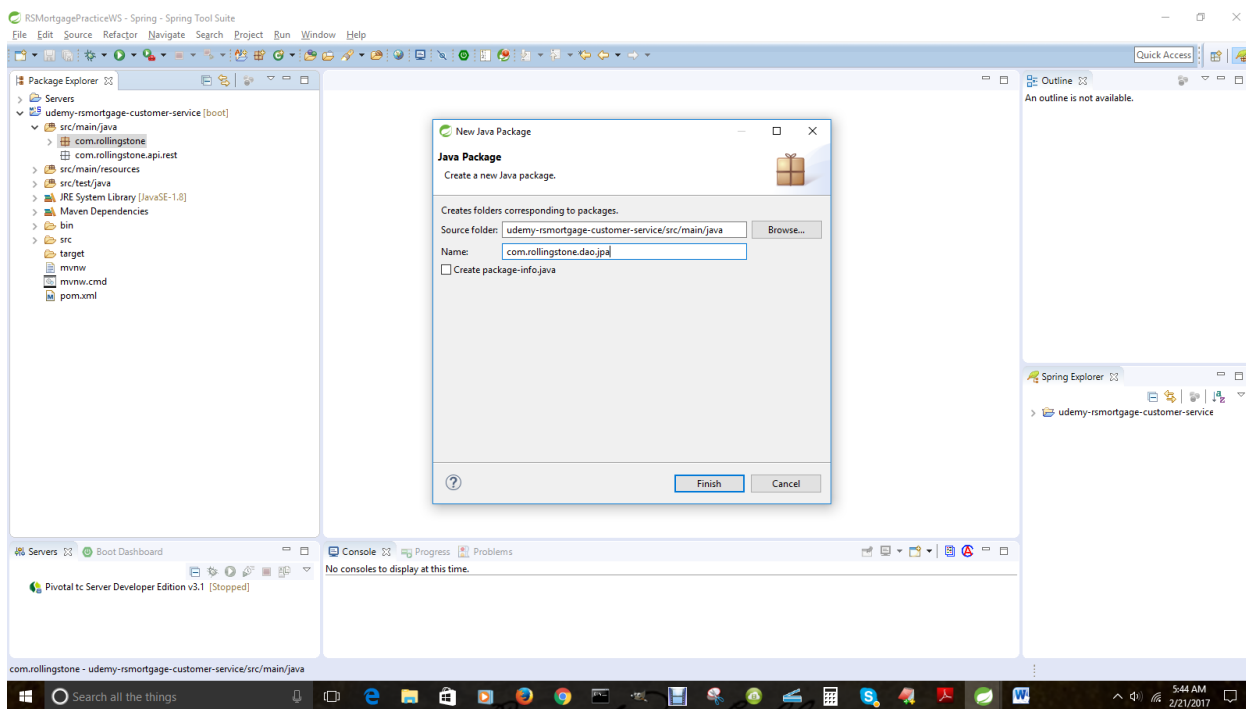 RSMortgagePracticeWS - Spring - Spring Tool Suite
File Edit Source Refactor Navigate Search Project Run Window Help
Quick Access
Package Explorer
Servers
udemy-rsmortgage-customer-service [boot]
src/main/java
com.rollingstone
com.rollingstone.api.rest
src/main/resources
src/test/java
JRE System Library [JavaSE-1.8]
Maven Dependencies
bin
src
target
mvnw
mvnw.cmd
pom.xml
New Java Package
Java Package
Create a new Java package.
Creates folders corresponding to packages.
Source folder: udemy-rsmortgage-customer-service/src/main/java Browse...
Name: com.rollingstone.dao.jpa
Create package-info.java
Finish Cancel
Outline
An outline is not available.
Spring Explorer
udemy-rsmortgage-customer-service
Servers Boot Dashboard
Pivotal tc Server Developer Edition v3.1 [Stopped]
Console Progress Problems
No consoles to display at this time.
com.rollingstone - udemy-rsmortgage-customer-service/src/main/java
Search all the things
5:44 AM
2/21/2017